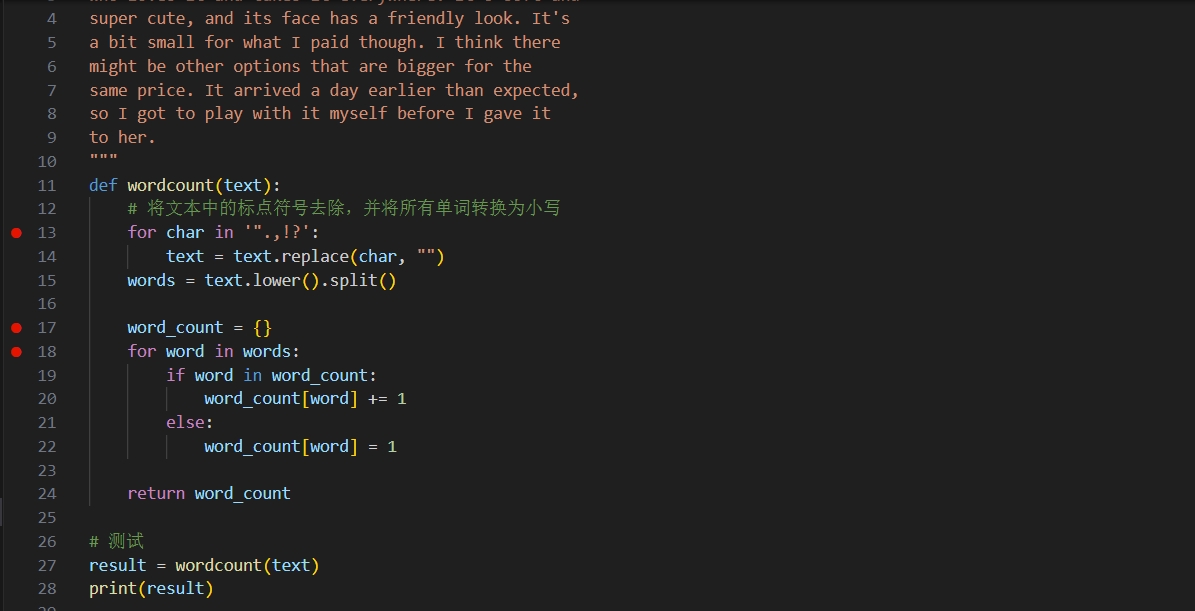 4 super cute, and its face has a friendly look. It's
5 a bit small for what I paid though. I think there
6 might be other options that are bigger for the
7 same price. It arrived a day earlier than expected,
8 so I got to play with it myself before I gave it
9 to her.
10 """
11 def wordcount(text):
12 # 将文本中的标点符号去除，并将所有单词转换为小写
13 for char in '".,!?':
14 text = text.replace(char, "")
15 words = text.lower().split()
16
17 word_count = {}
18 for word in words:
19 if word in word_count:
20 word_count[word] += 1
21 else:
22 word_count[word] = 1
23
24 return word_count
25
26 # 测试
27 result = wordcount(text)
28 print(result)